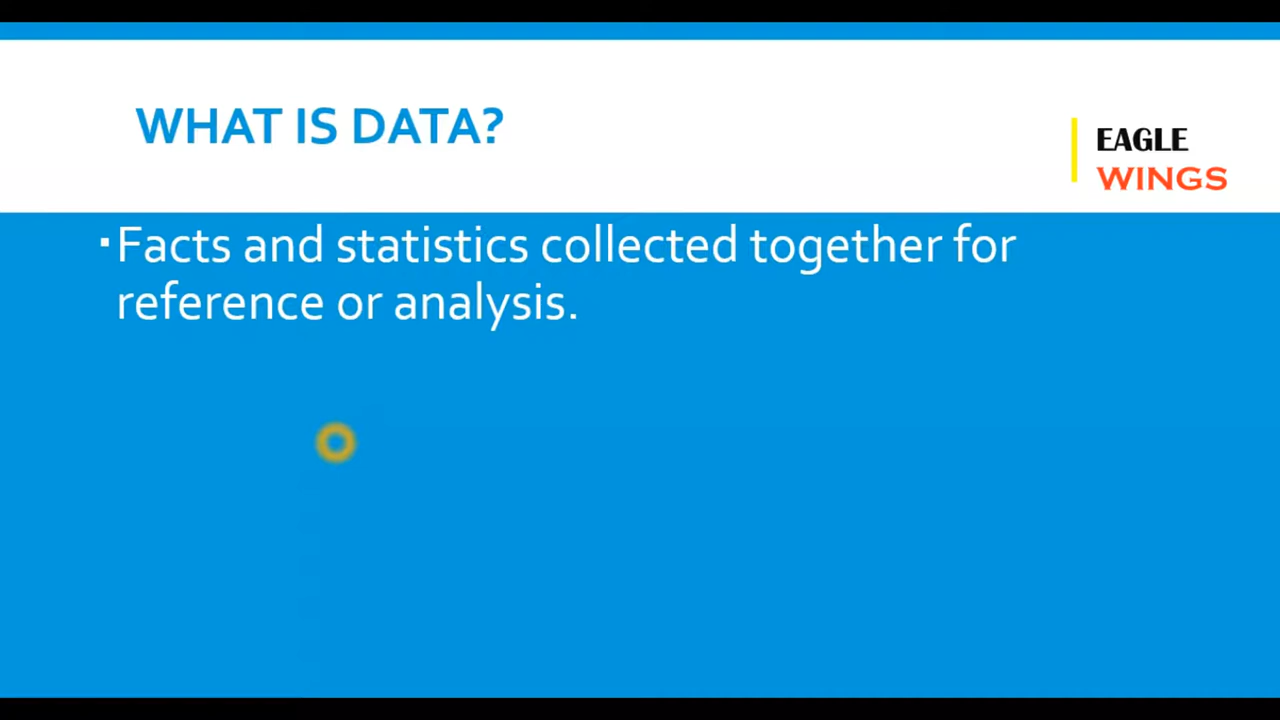 WHAT IS DATA?
EAGLE
WINGS
▪Facts and statistics collected together for
reference or analysis.